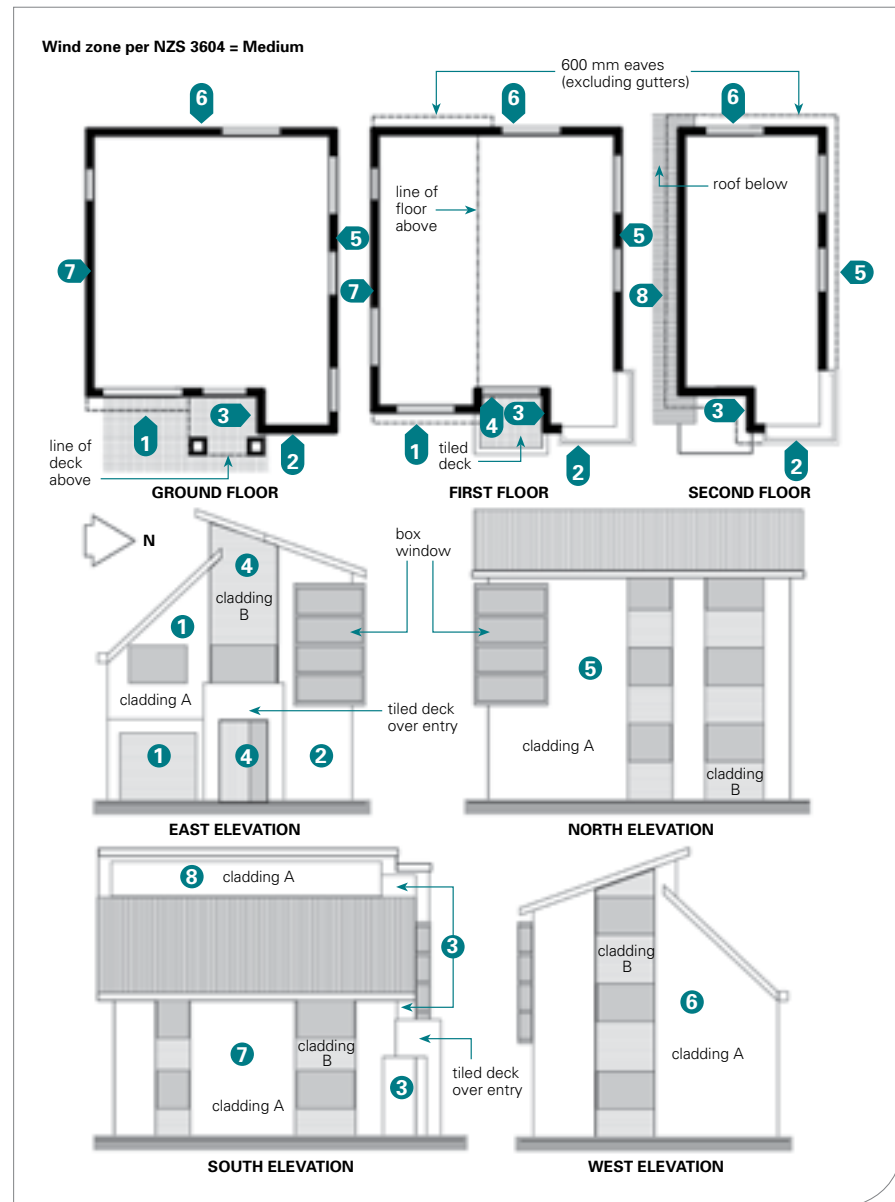 Wind zone per NZS 3604 = Medium
600 mm eaves
(excluding gutters)
6
6
6
roof below
line of
floor
above
5
5
5
7
7
8
3
3
3
4
1
1
2
2
2
line of
deck
above
tiled
deck
GROUND FLOOR
FIRST FLOOR
SECOND FLOOR
N
4
cladding
B
1
cladding A
1
4
2
box
window
tiled deck
over entry
5
cladding A
cladding
B
EAST ELEVATION
NORTH ELEVATION
8
cladding A
3
7
cladding
B
cladding A
3
tiled deck
over entry
cladding
B
6
cladding A
SOUTH ELEVATION
WEST ELEVATION